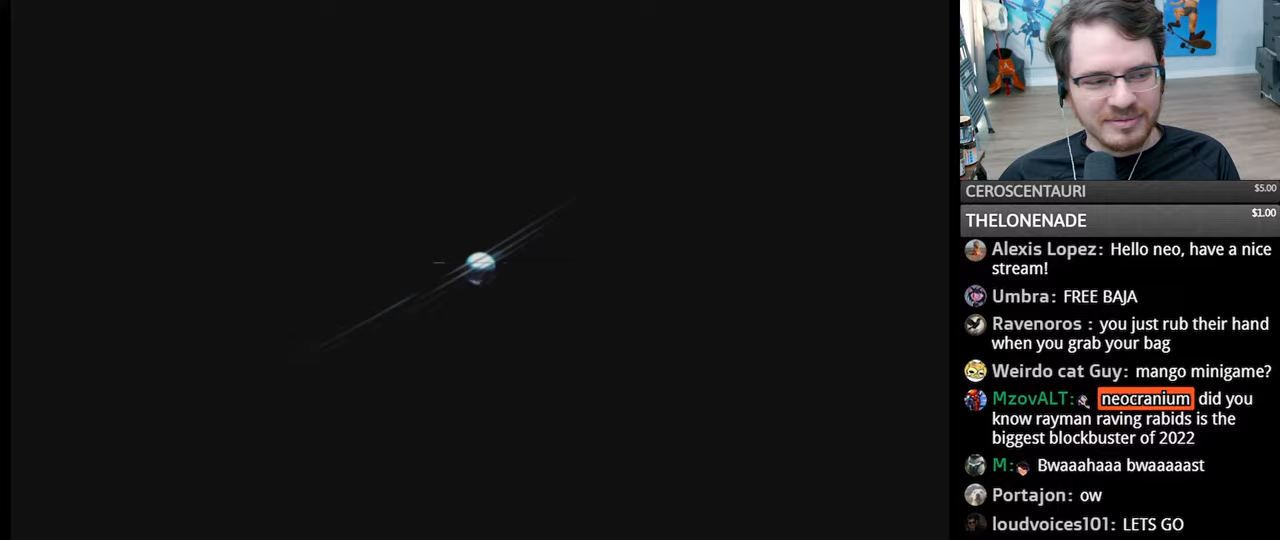 CEROSCENTAURI $5.00
THELONENADE $1.00
Alexis Lopez: Hello neo, have a nice
stream!
Umbra: FREE BAJA
Ravenoros : you just rub their hand
when you grab your bag
Weirdo cat Guy: mango minigame?
MzovALT: neocranium did you
know rayman raving rabids is the
biggest blockbuster of 2022
M: Bwaaahaaa bwaaaaast
Portajon: ow
loudvoices101: LETS GO